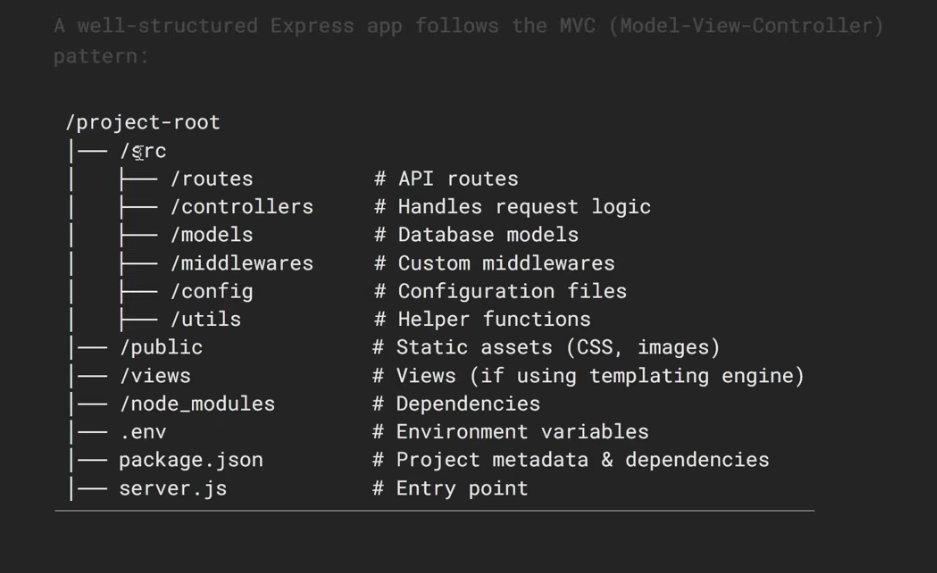 A well-structured Express app follows the MVC (Model-View-Controller)
pattern:
/project-root
│── /src
│   ├── /routes          # API routes
│   ├── /controllers     # Handles request logic
│   ├── /models          # Database models
│   ├── /middlewares     # Custom middlewares
│   ├── /config          # Configuration files
│   ├── /utils           # Helper functions
│── /public              # Static assets (CSS, images)
│── /views               # Views (if using templating engine)
│── /node_modules        # Dependencies
│── .env                 # Environment variables
│── package.json         # Project metadata & dependencies
│── server.js            # Entry point